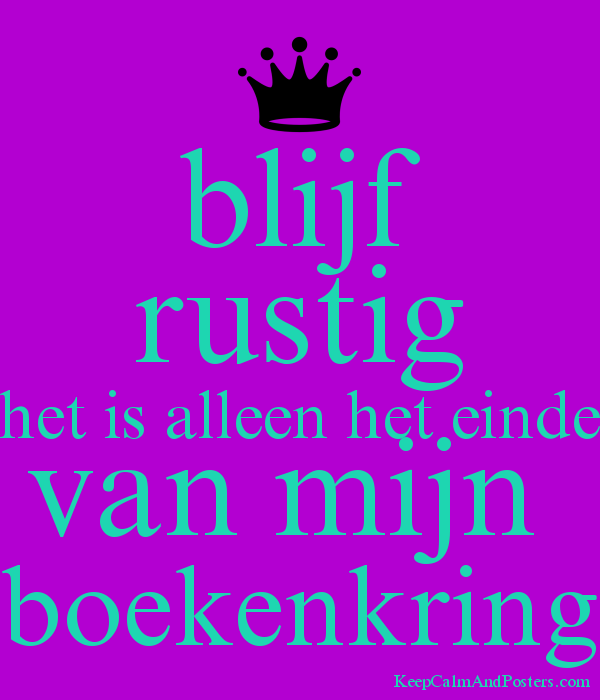 blijf
rustig
het is alleen het einde
van mijn
boekenkring
KeepCalmAndPosters.com